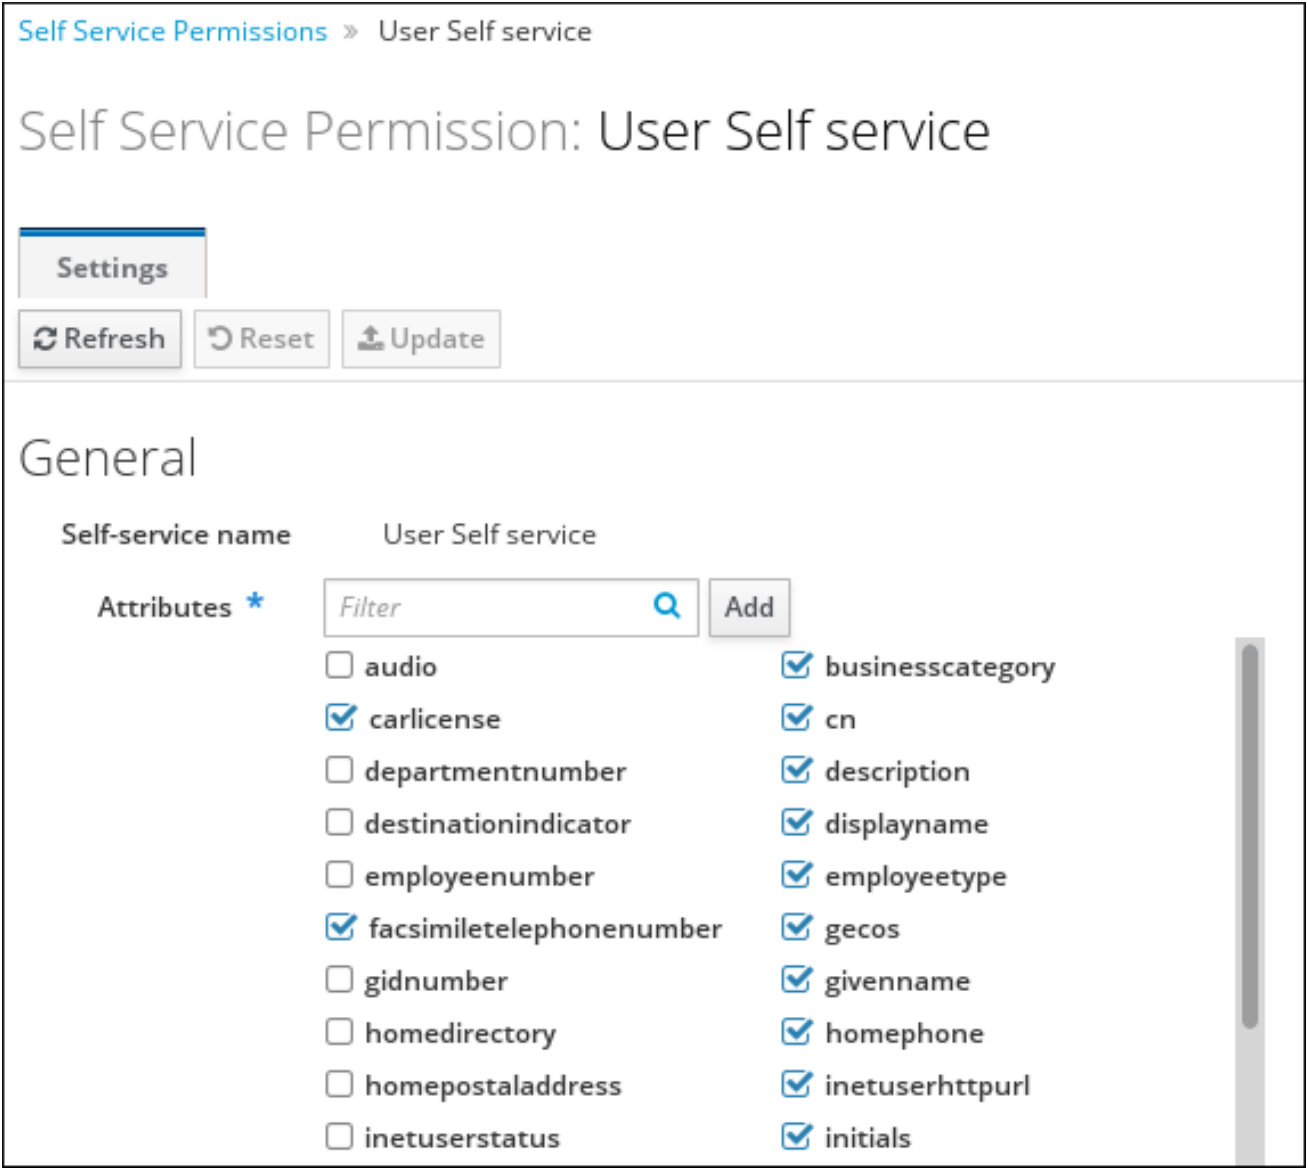 Self Service Permissions » User Self service
Self Service Permission: User Self service
Settings
Refresh Reset Update
General
Self-service name User Self service
Attributes * Filter Add
audio businesscategory
carlicense cn
departmentnumber description
destinationindicator displayname
employeenumber employeetype
facsimiletelephonenumber gecos
gidnumber givenname
homedirectory homephone
homepostaladdress inetuserhttpurl
inetuserstatus initials